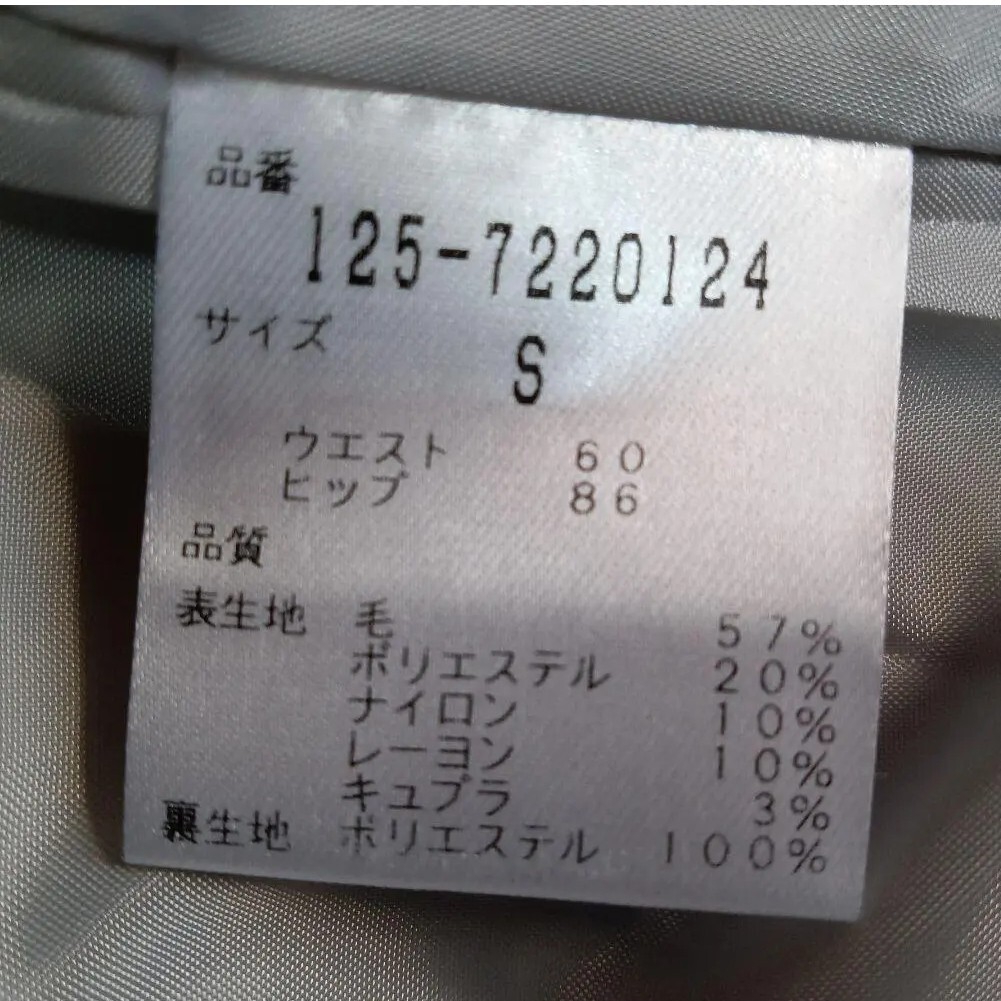 品番
125-7220124
サイズ S
ウエスト 60
ヒップ 86
品質
表生地 毛 57%
ポリエステル 20%
ナイロン 10%
レーヨン 10%
キュプラ 3%
裏生地 ポリエステル 100%